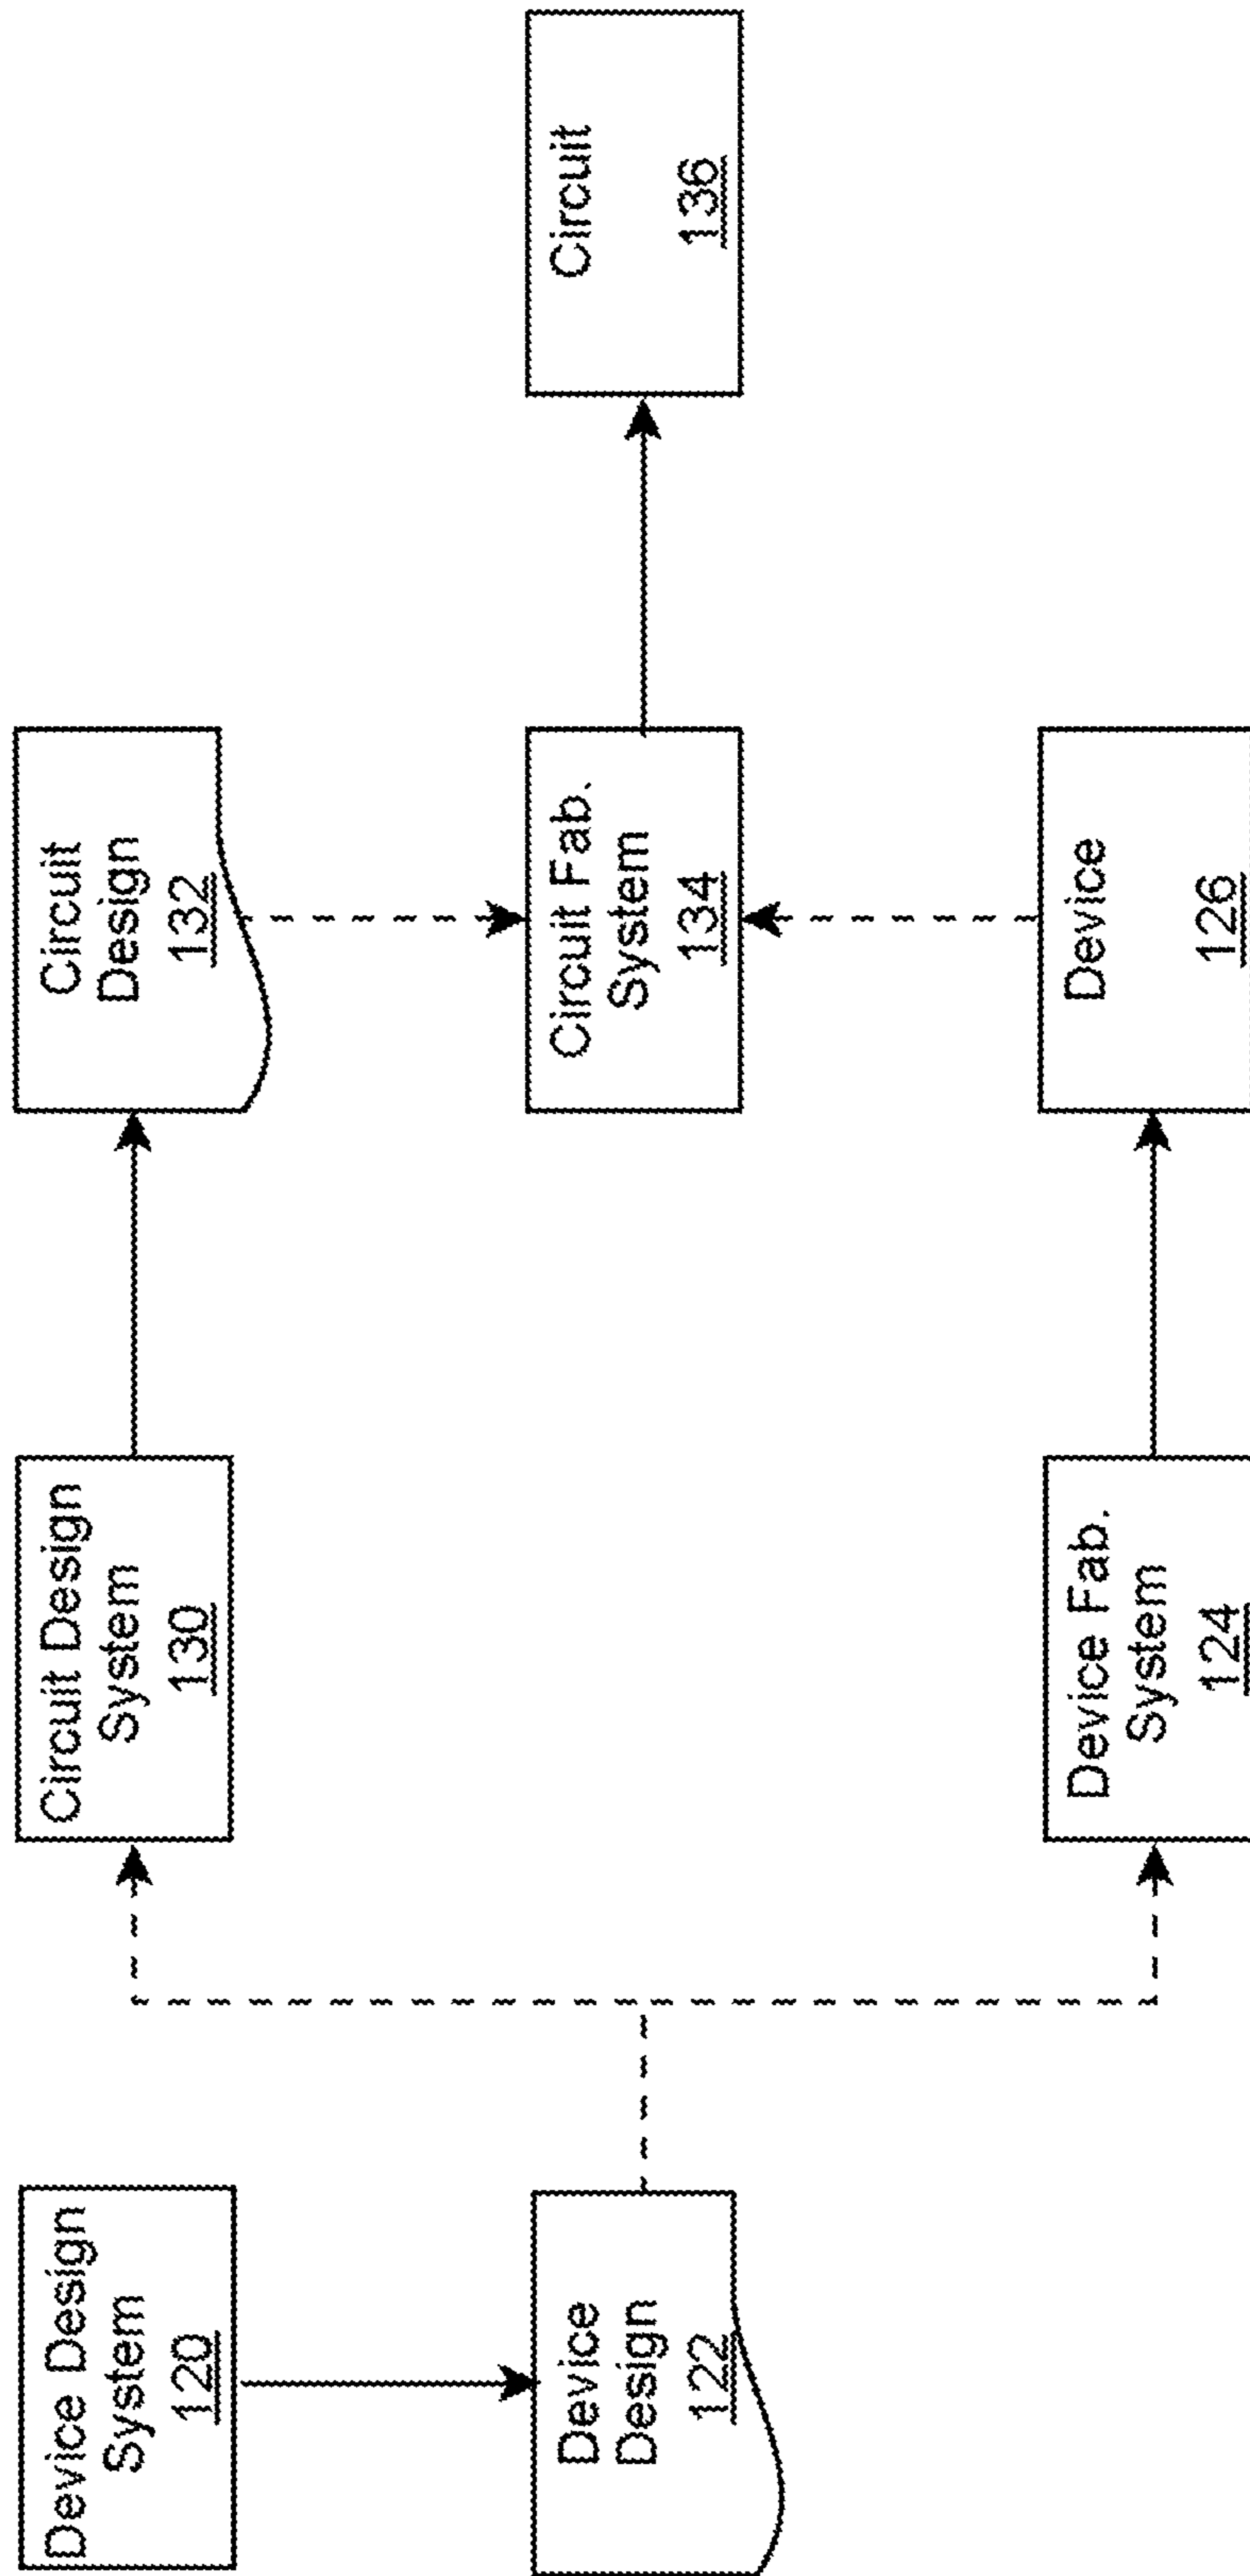 Device Design
System
120
Device
Design
122
Circuit Design
System
130
Device Fab.
System
124
Circuit
Design
132
Circuit Fab.
System
134
Device
126
Circuit
136